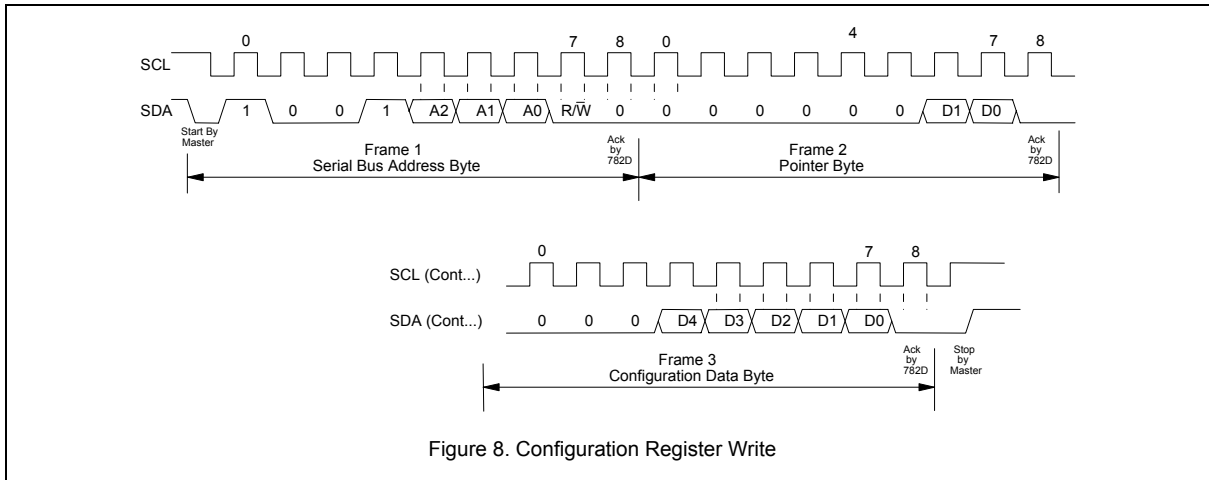 0 7 8 0 4 7 8
SCL
SDA 1 0 0 1 A2 A1 A0 R/W̅ 0 0 0 0 0 0 0 D1 D0
Start By
Master
Ack
by
782D
Ack
by
782D
Frame 1
Serial Bus Address Byte
Frame 2
Pointer Byte
0 7 8
SCL (Cont...)
SDA (Cont...) 0 0 0 D4 D3 D2 D1 D0
Ack
by
782D
Stop
by
Master
Frame 3
Configuration Data Byte
Figure 8. Configuration Register Write